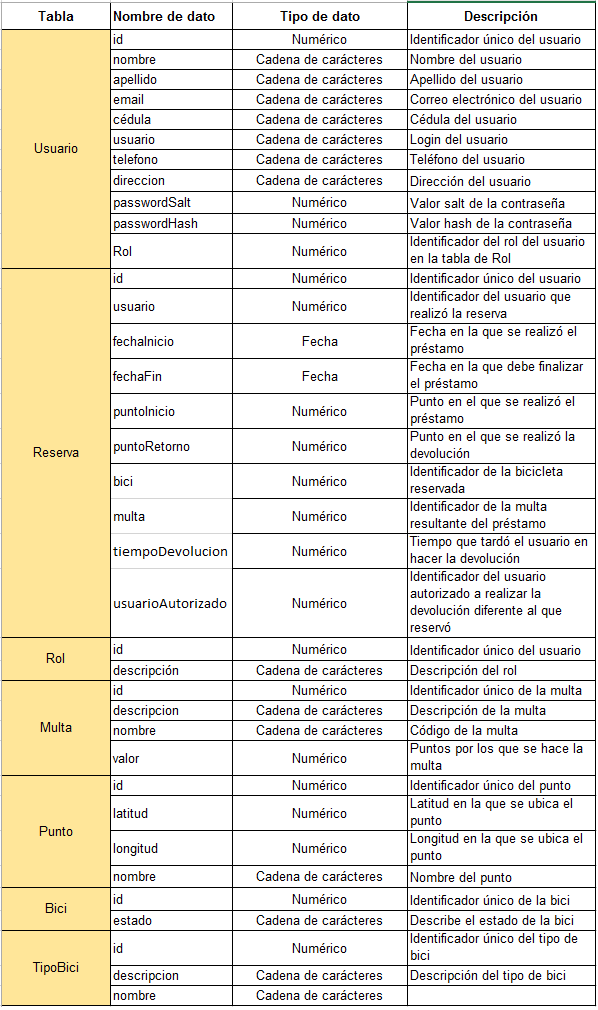 Tabla Nombre de dato Tipo de dato Descripción
Usuario
id Numérico Identificador único del usuario
nombre Cadena de carácteres Nombre del usuario
apellido Cadena de carácteres Apellido del usuario
email Cadena de carácteres Correo electrónico del usuario
cédula Cadena de carácteres Cédula del usuario
usuario Cadena de carácteres Login del usuario
telefono Cadena de carácteres Teléfono del usuario
direccion Cadena de carácteres Dirección del usuario
passwordSalt Numérico Valor salt de la contraseña
passwordHash Numérico Valor hash de la contraseña
Rol Numérico Identificador del rol del usuario
en la tabla de Rol
Reserva
id Numérico Identificador único del usuario
usuario Numérico Identificador del usuario que
realizó la reserva
fechaInicio Fecha Fecha en la que se realizó el
préstamo
fechaFin Fecha Fecha en la que debe finalizar
el préstamo
puntoInicio Numérico Punto en el que se realizó el
préstamo
puntoRetorno Numérico Punto en el que se realizó la
devolución
bici Numérico Identificador de la bicicleta
reservada
multa Numérico Identificador de la multa
resultante del préstamo
tiempoDevolucion Numérico Tiempo que tardó el usuario en
hacer la devolución
usuarioAutorizado Numérico Identificador del usuario
autorizado a realizar la
devolución diferente al que
reservó
Rol
id Numérico Identificador único del usuario
descripción Cadena de carácteres Descripción del rol
Multa
id Numérico Identificador único de la multa
descripcion Cadena de carácteres Descripción de la multa
nombre Cadena de carácteres Código de la multa
valor Numérico Puntos por los que se hace la
multa
Punto
id Numérico Identificador único del punto
latitud Numérico Latitud en la que se ubica el
punto
longitud Numérico Longitud en la que se ubica el
punto
nombre Cadena de carácteres Nombre del punto
Bici
id Numérico Identificador único de la bici
estado Cadena de carácteres Describe el estado de la bici
TipoBici
id Numérico Identificador único del tipo de
bici
descripcion Cadena de carácteres Descripción del tipo de bici
nombre Cadena de carácteres